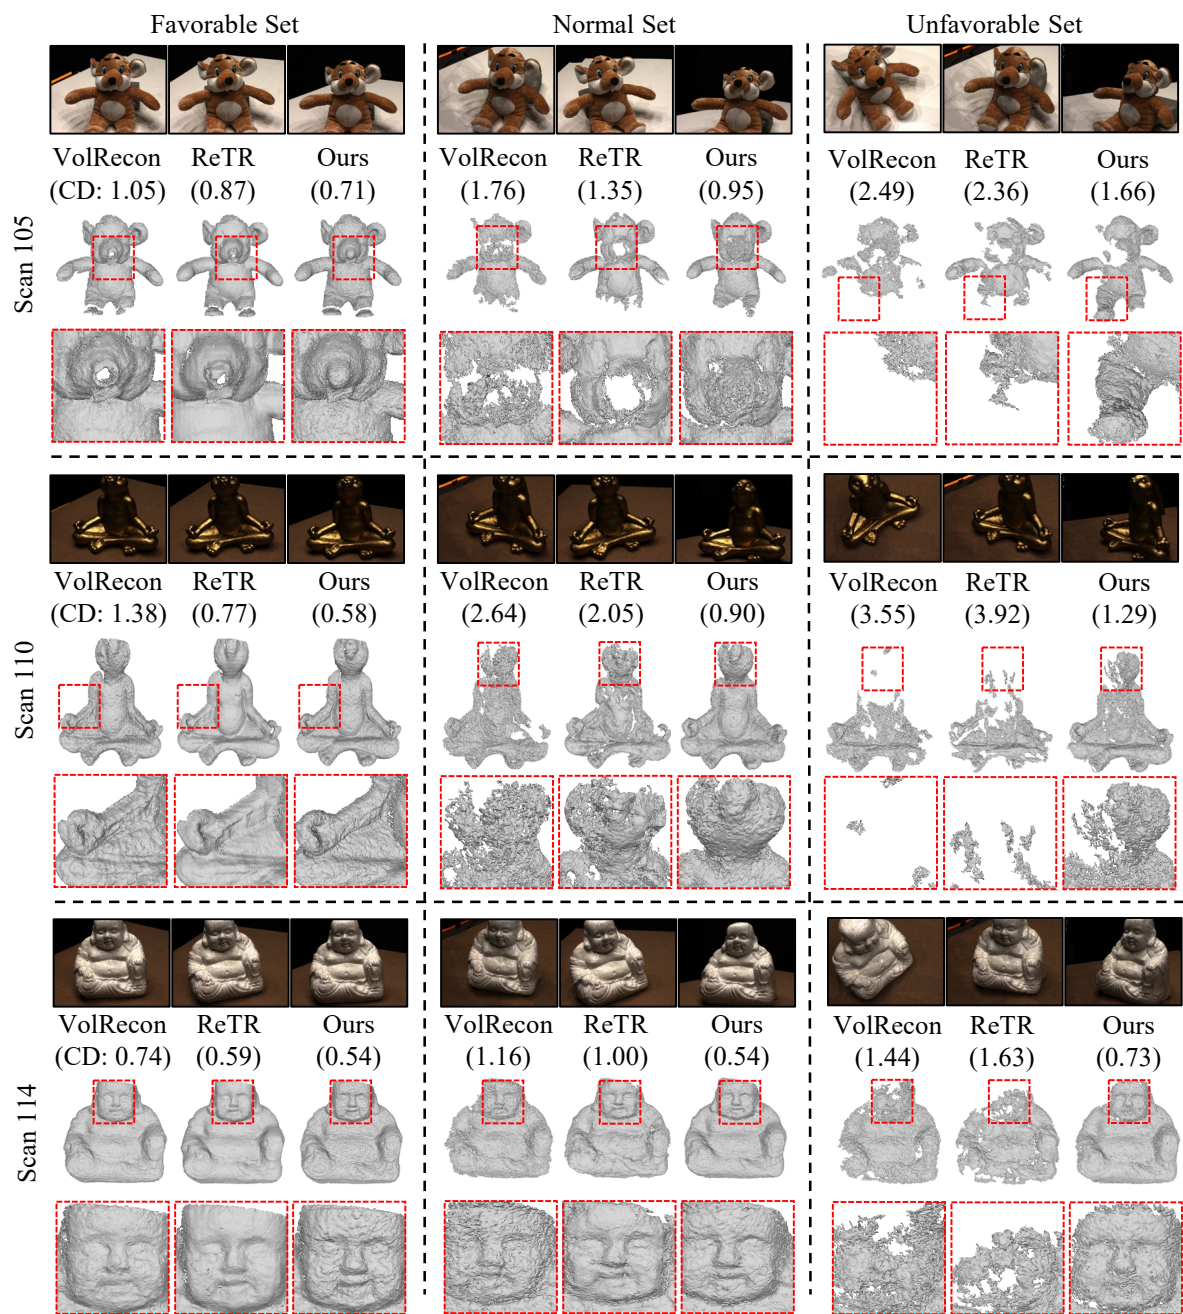 Favorable Set Normal Set Unfavorable Set
Scan 105
VolRecon ReTR Ours VolRecon ReTR Ours VolRecon ReTR Ours
(CD: 1.05) (0.87) (0.71) (1.76) (1.35) (0.95) (2.49) (2.36) (1.66)
Scan 110
VolRecon ReTR Ours VolRecon ReTR Ours VolRecon ReTR Ours
(CD: 1.38) (0.77) (0.58) (2.64) (2.05) (0.90) (3.55) (3.92) (1.29)
Scan 114
VolRecon ReTR Ours VolRecon ReTR Ours VolRecon ReTR Ours
(CD: 0.74) (0.59) (0.54) (1.16) (1.00) (0.54) (1.44) (1.63) (0.73)